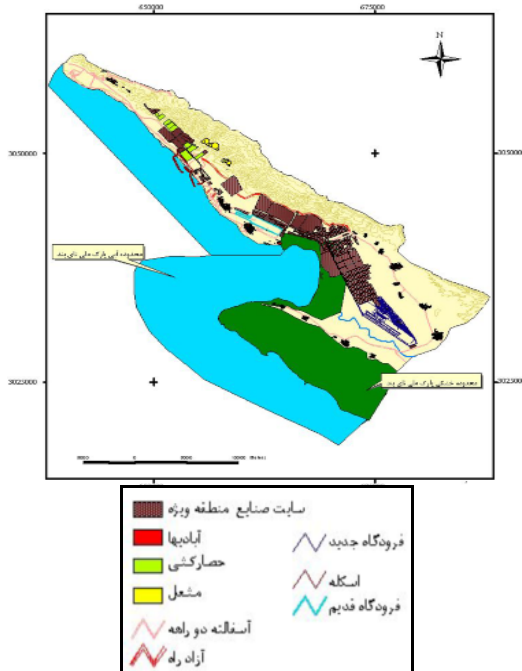 650000 675000
N
3050000 3050000
محدوده آبی پارک ملی نای بند
3025000 3025000
محدوده خشکی پارک ملی نای بند
سایت صنایع منطقه ویژه
آبادیها
حصارکشی
مشعل
آسفالته دو راهه
آزاد راه
فرودگاه جدید
اسکله
فرودگاه قدیم